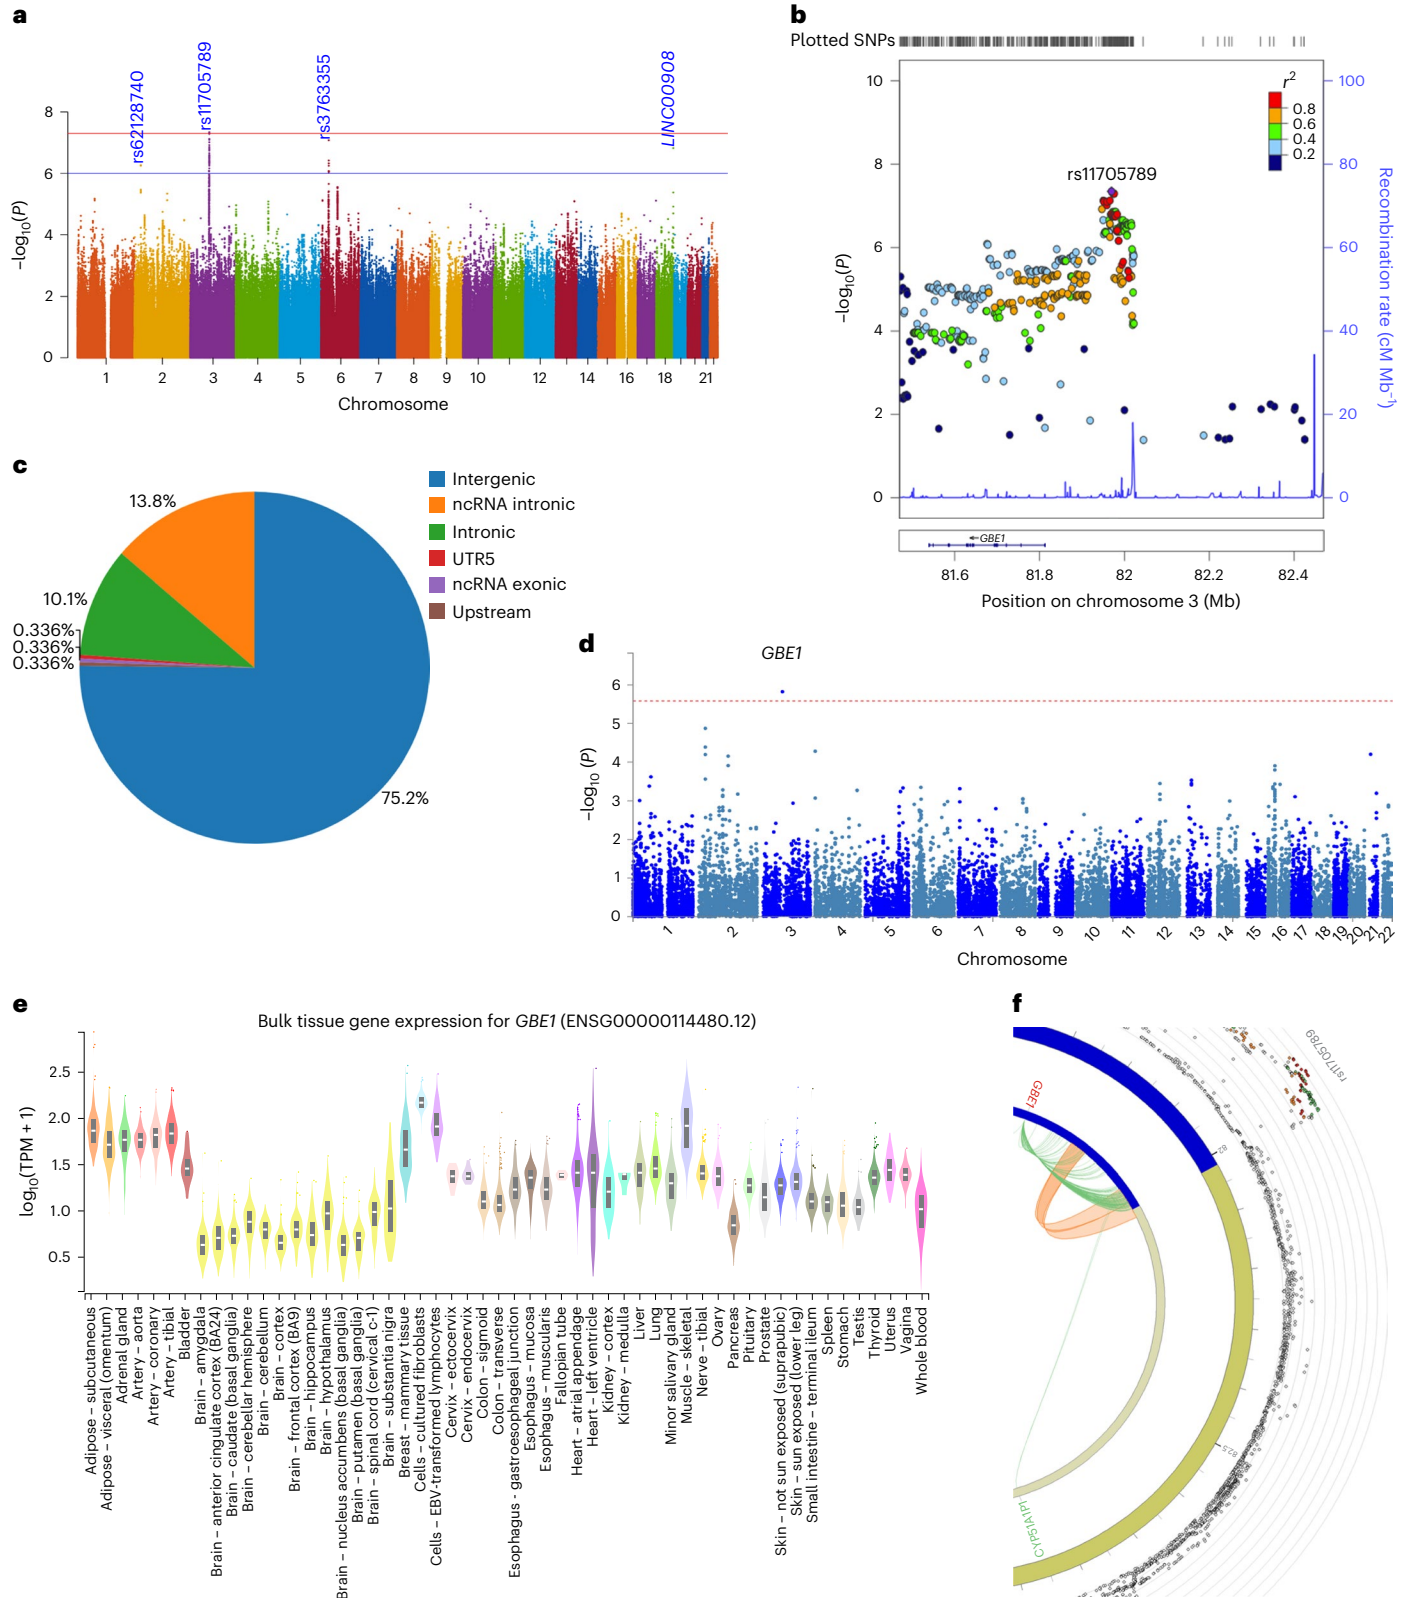 a
rs62128740
rs11705789
rs3763355
LINC00908
8
6
4
2
0
–log10(P)
1 2 3 4 5 6 7 8 9 10 12 14 16 18 21
Chromosome
b
Plotted SNPs
10
8
6
4
2
0
–log10(P)
r2
0.8
0.6
0.4
0.2
rs11705789
100
80
60
40
20
0
Recombination rate (cM Mb–1)
GBE1
81.6 81.8 82 82.2 82.4
Position on chromosome 3 (Mb)
c
13.8%
10.1%
0.336%
0.336%
0.336%
75.2%
Intergenic
ncRNA intronic
Intronic
UTR5
ncRNA exonic
Upstream
d
GBE1
6
5
4
3
2
1
0
–log10 (P)
1 2 3 4 5 6 7 8 9 10 11 12 13 14 15 16 17 18 19 20 21 22
Chromosome
e
Bulk tissue gene expression for GBE1 (ENSG00000114480.12)
2.5
2.0
1.5
1.0
0.5
log10(TPM + 1)
Adipose – subcutaneous
Adipose – visceral (omentum)
Adrenal gland
Artery – aorta
Artery – coronary
Artery – tibial
Bladder
Brain – amygdala
Brain – anterior cingulate cortex (BA24)
Brain – caudate (basal ganglia)
Brain – cerebellar hemisphere
Brain – cerebellum
Brain – cortex
Brain – frontal cortex (BA9)
Brain – hippocampus
Brain – hypothalamus
Brain – nucleus accumbens (basal ganglia)
Brain – putamen (basal ganglia)
Brain – spinal cord (cervical c-1)
Brain – substantia nigra
Breast – mammary tissue
Cells – cultured fibroblasts
Cells – EBV-transformed lymphocytes
Cervix – ectocervix
Cervix – endocervix
Colon – sigmoid
Colon – transverse
Esophagus - gastroesophageal junction
Esophagus – mucosa
Esophagus – muscularis
Fallopian tube
Heart – atrial appendage
Heart – left ventricle
Kidney – cortex
Kidney – medulla
Liver
Lung
Minor salivary gland
Muscle – skeletal
Nerve – tibial
Ovary
Pancreas
Pituitary
Prostate
Skin – not sun exposed (suprapubic)
Skin – sun exposed (lower leg)
Small intestine – terminal ileum
Spleen
Stomach
Testis
Thyroid
Uterus
Vagina
Whole blood
f
rs11705789
GBE1
82
82.5
CYP51A1P1